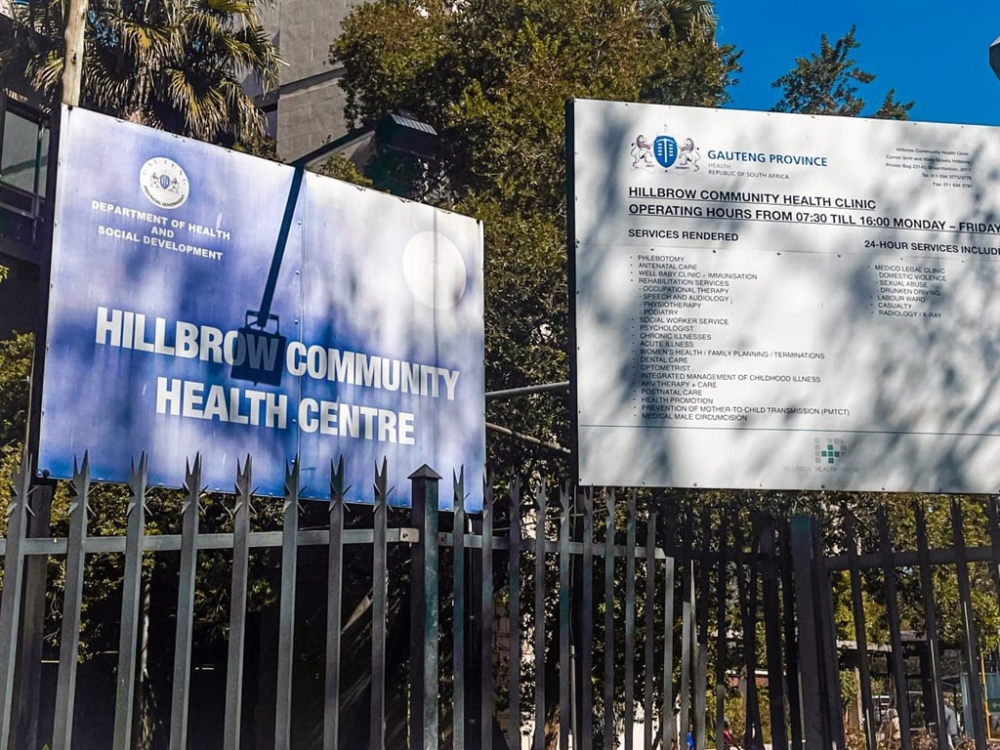 DEPARTMENT OF HEALTH
AND
SOCIAL DEVELOPMENT
HILLBROW COMMUNITY
HEALTH CENTRE
GAUTENG PROVINCE
HEALTH
REPUBLIC OF SOUTH AFRICA
Hillbrow Community Health Clinic
HILLBROW COMMUNITY HEALTH CLINIC
OPERATING HOURS FROM 07:30 TILL 16:00 MONDAY – FRIDAY
SERVICES RENDERED
· PHLEBOTOMY
· ANTENATAL CARE
· WELL BABY CLINIC – IMMUNISATION
· REHABILITATION SERVICES
- OCCUPATIONAL THERAPY
- SPEECH AND AUDIOLOGY
- PHYSIOTHERAPY
- PODIATRY
· SOCIAL WORKER SERVICE
· PSYCHOLOGIST
· CHRONIC ILLNESSES
· ACUTE ILLNESS
· WOMEN'S HEALTH / FAMILY PLANNING / TERMINATIONS
· DENTAL CARE
· OPTOMETRIST
· INTEGRATED MANAGEMENT OF CHILDHOOD ILLNESS
· ARV THERAPY + CARE
· POSTNATAL CARE
· HEALTH PROMOTION
· PREVENTION OF MOTHER-TO-CHILD TRANSMISSION (PMTCT)
· MEDICAL MALE CIRCUMCISION
24-HOUR SERVICES INCLUDE
· MEDICO LEGAL CLINIC
- DOMESTIC VIOLENCE
- SEXUAL ABUSE
- DRUNKEN DRIVING
· LABOUR WARD
· CASUALTY
· RADIOLOGY / X-RAY
HILLBROW HEALTH PRECINCT